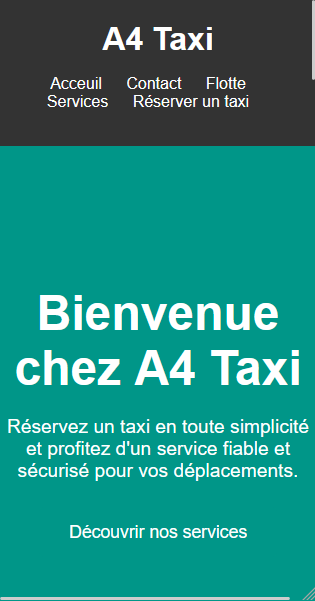 A4 Taxi
Acceuil Contact Flotte
Services Réserver un taxi
Bienvenue
chez A4 Taxi
Réservez un taxi en toute simplicité
et profitez d'un service fiable et
sécurisé pour vos déplacements.
Découvrir nos services